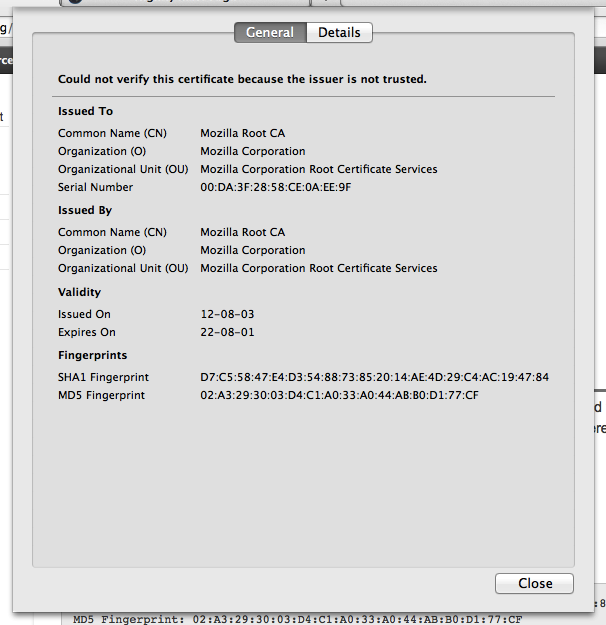 General Details
Could not verify this certificate because the issuer is not trusted.
Issued To
Common Name (CN) Mozilla Root CA
Organization (O) Mozilla Corporation
Organizational Unit (OU) Mozilla Corporation Root Certificate Services
Serial Number 00:DA:3F:28:58:CE:0A:EE:9F
Issued By
Common Name (CN) Mozilla Root CA
Organization (O) Mozilla Corporation
Organizational Unit (OU) Mozilla Corporation Root Certificate Services
Validity
Issued On 12-08-03
Expires On 22-08-01
Fingerprints
SHA1 Fingerprint D7:C5:58:47:E4:D3:54:88:73:85:20:14:AE:4D:29:C4:AC:19:47:84
MD5 Fingerprint 02:A3:29:30:03:D4:C1:A0:33:A0:44:AB:B0:D1:77:CF
Close
MD5 Fingerprint: 02:A3:29:30:03:D4:C1:A0:33:A0:44:AB:B0:D1:77:CF